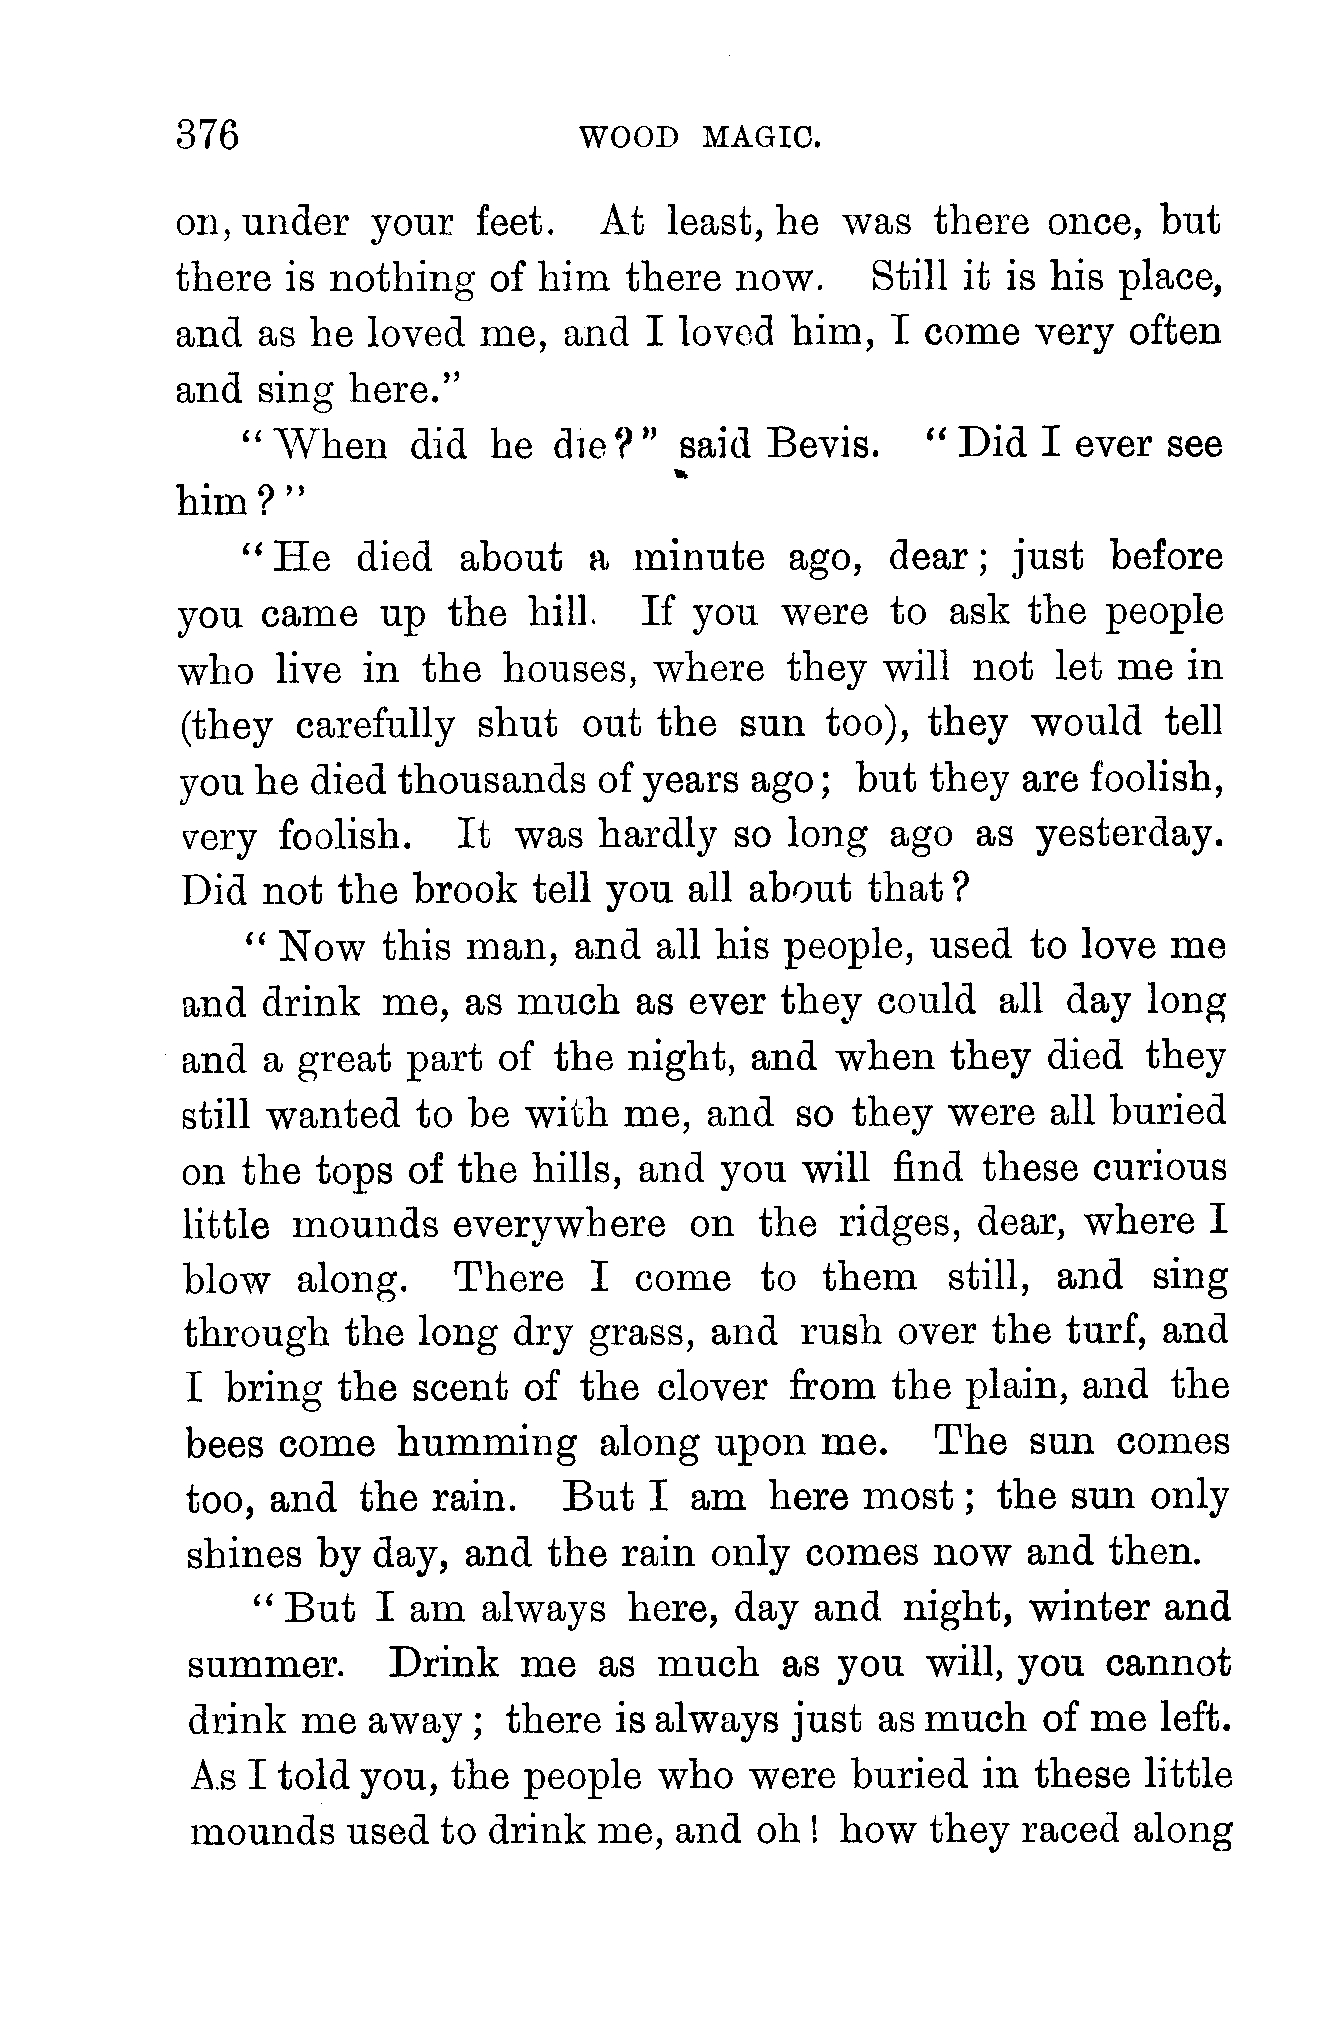 376 WOOD MAGIC.
on, under your feet. At least, he was there once, but
there is nothing of him there now. Still it is his place,
and as he loved me, and I loved him, I come very often
and sing here."
"When did he die?" said Bevis. "Did I ever see
him?"
"He died about a minute ago, dear; just before
you came up the hill. If you were to ask the people
who live in the houses, where they will not let me in
(they carefully shut out the sun too), they would tell
you he died thousands of years ago; but they are foolish,
very foolish. It was hardly so long ago as yesterday.
Did not the brook tell you all about that?
"Now this man, and all his people, used to love me
and drink me, as much as ever they could all day long
and a great part of the night, and when they died they
still wanted to be with me, and so they were all buried
on the tops of the hills, and you will find these curious
little mounds everywhere on the ridges, dear, where I
blow along. There I come to them still, and sing
through the long dry grass, and rush over the turf, and
I bring the scent of the clover from the plain, and the
bees come humming along upon me. The sun comes
too, and the rain. But I am here most; the sun only
shines by day, and the rain only comes now and then.
"But I am always here, day and night, winter and
summer. Drink me as much as you will, you cannot
drink me away; there is always just as much of me left.
As I told you, the people who were buried in these little
mounds used to drink me, and oh! how they raced along